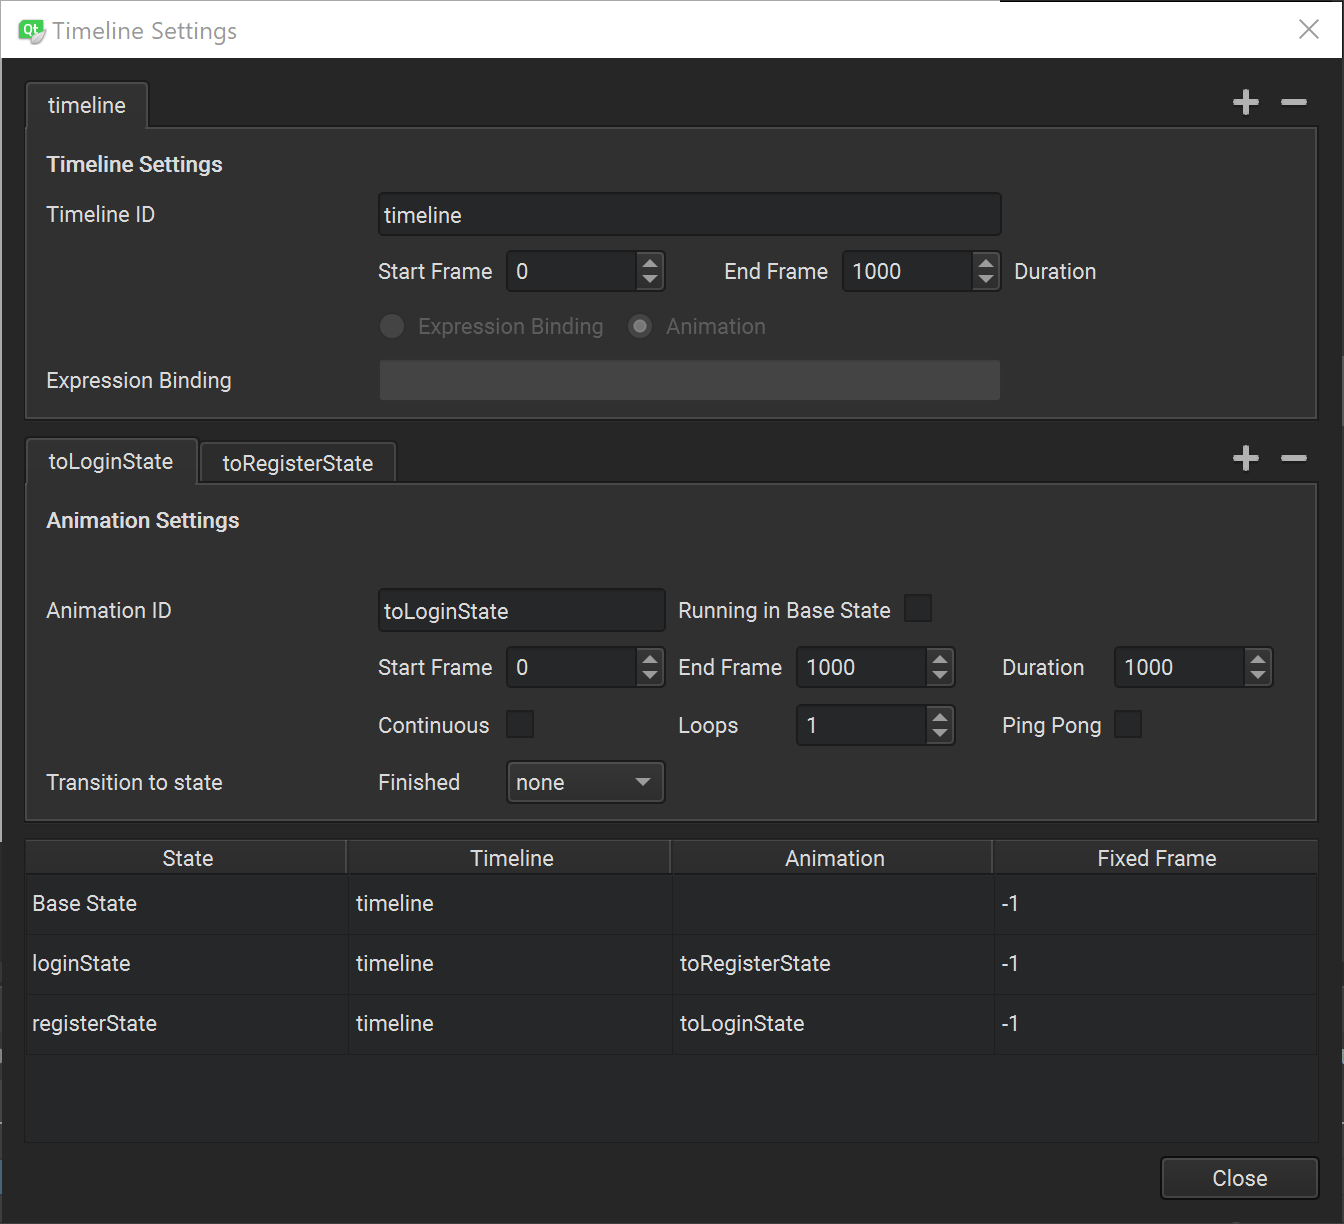 Qt Timeline Settings
timeline
Timeline Settings
Timeline ID timeline
Start Frame 0 End Frame 1000 Duration
Expression Binding Animation
Expression Binding
toLoginState toRegisterState
Animation Settings
Animation ID toLoginState Running in Base State
Start Frame 0 End Frame 1000 Duration 1000
Continuous Loops 1 Ping Pong
Transition to state Finished none
State Timeline Animation Fixed Frame
Base State timeline -1
loginState timeline toRegisterState -1
registerState timeline toLoginState -1
Close